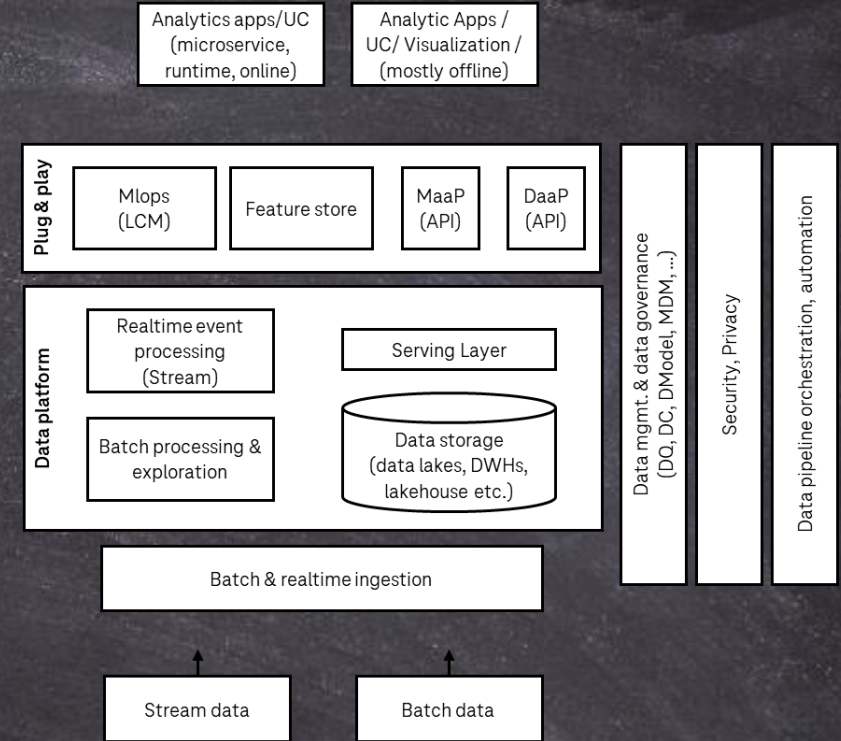 Analytics apps/UC
(microservice,
runtime, online)
Analytic Apps /
UC/ Visualization /
(mostly offline)
Plug & play
Mlops
(LCM)
Feature store
MaaP
(API)
DaaP
(API)
Data platform
Realtime event
processing
(Stream)
Serving Layer
Batch processing &
exploration
Data storage
(data lakes, DWHs,
lakehouse etc.)
Data mgmt. & data governance
(DQ, DC, DModel, MDM, ...)
Security, Privacy
Data pipeline orchestration, automation
Batch & realtime ingestion
Stream data
Batch data